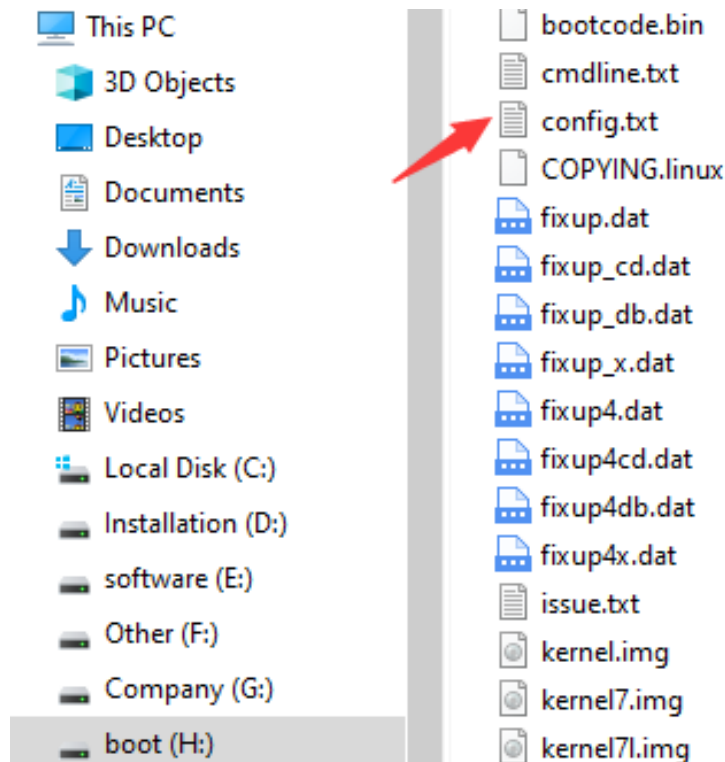 This PC
3D Objects
Desktop
Documents
Downloads
Music
Pictures
Videos
Local Disk (C:)
Installation (D:)
software (E:)
Other (F:)
Company (G:)
boot (H:)
bootcode.bin
cmdline.txt
config.txt
COPYING.linux
fixup.dat
fixup_cd.dat
fixup_db.dat
fixup_x.dat
fixup4.dat
fixup4cd.dat
fixup4db.dat
fixup4x.dat
issue.txt
kernel.img
kernel7.img
kernel7l.img